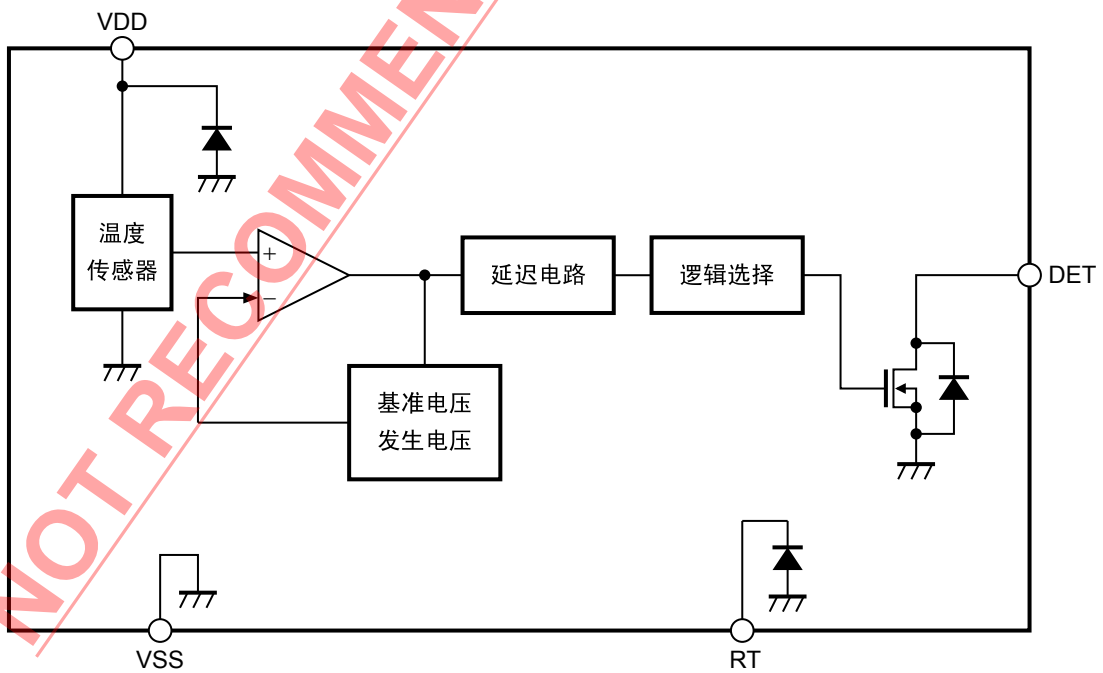 VDD
NOT RECOMMEN
温度
传感器
+
−
延迟电路
逻辑选择
DET
基准电压
发生电压
VSS
RT